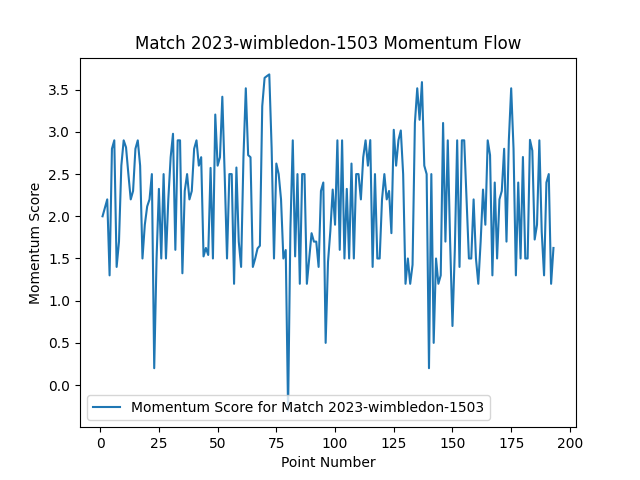 Match 2023-wimbledon-1503 Momentum Flow
Momentum Score
3.5
3.0
2.5
2.0
1.5
1.0
0.5
0.0
Momentum Score for Match 2023-wimbledon-1503
0 25 50 75 100 125 150 175 200
Point Number